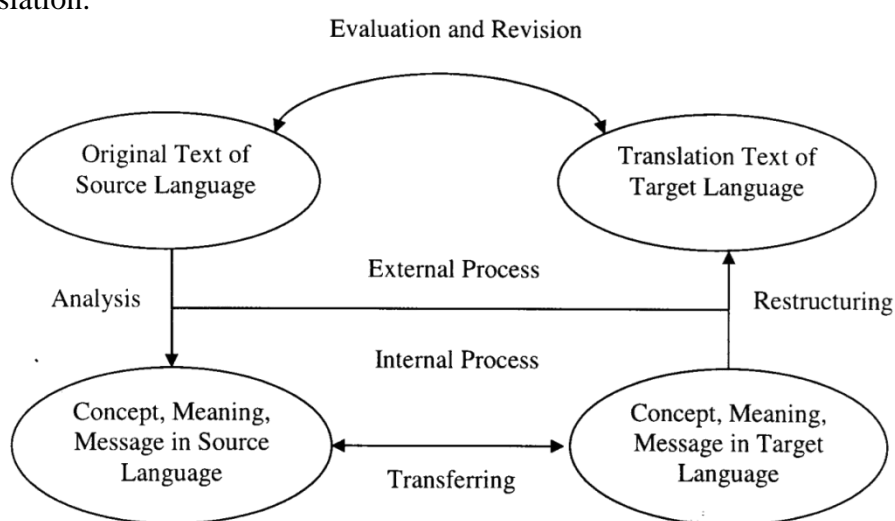 slation.
Evaluation and Revision
Original Text of
Source Language
Translation Text of
Target Language
External Process
Analysis
Restructuring
Internal Process
Concept, Meaning,
Message in Source
Language
Concept, Meaning,
Message in Target
Language
Transferring